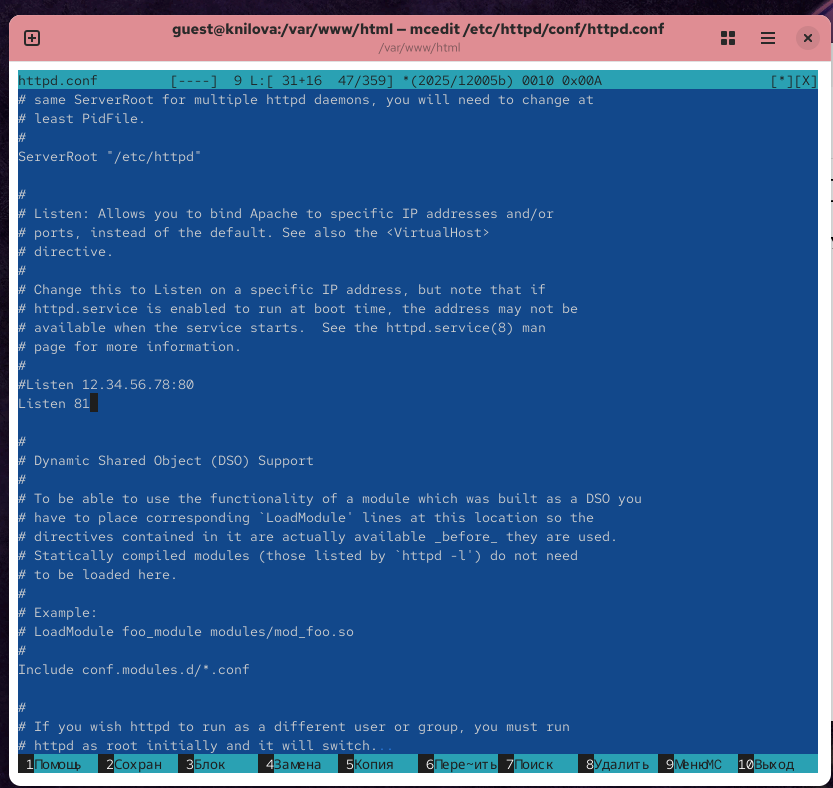 guest@knilova:/var/www/html — mcedit /etc/httpd/conf/httpd.conf
/var/www/html
httpd.conf         [----]  9 L:[ 31+16  47/359] *(2025/12005b) 0010 0x00A                     [*][X]
# same ServerRoot for multiple httpd daemons, you will need to change at
# least PidFile.
#
ServerRoot "/etc/httpd"
#
# Listen: Allows you to bind Apache to specific IP addresses and/or
# ports, instead of the default. See also the <VirtualHost>
# directive.
#
# Change this to Listen on a specific IP address, but note that if
# httpd.service is enabled to run at boot time, the address may not be
# available when the service starts.  See the httpd.service(8) man
# page for more information.
#
#Listen 12.34.56.78:80
Listen 81
#
# Dynamic Shared Object (DSO) Support
#
# To be able to use the functionality of a module which was built as a DSO you
# have to place corresponding `LoadModule' lines at this location so the
# directives contained in it are actually available _before_ they are used.
# Statically compiled modules (those listed by `httpd -l') do not need
# to be loaded here.
#
# Example:
# LoadModule foo_module modules/mod_foo.so
#
Include conf.modules.d/*.conf
#
# If you wish httpd to run as a different user or group, you must run
# httpd as root initially and it will switch...
1Помощь 2Сохран 3Блок 4Замена 5Копия 6Пере~ить 7Поиск 8Удалить 9МенюMC 10Выход